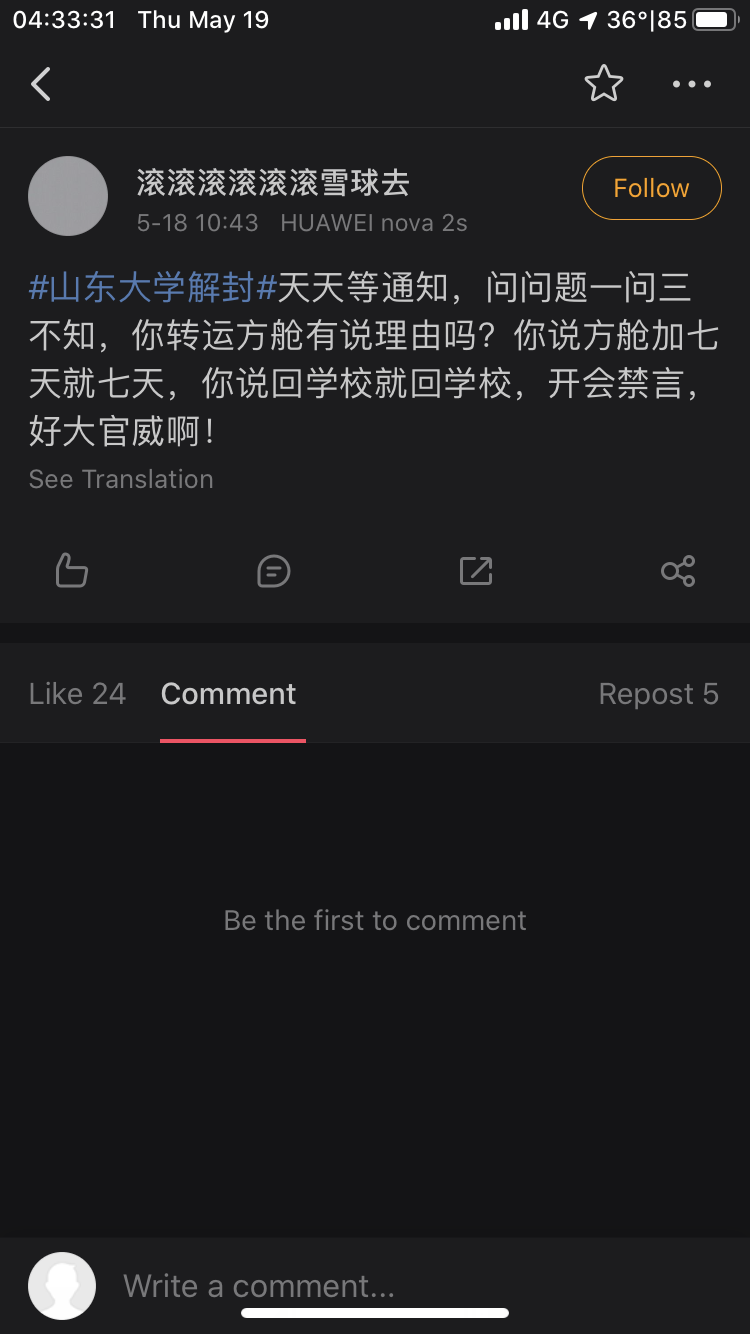 04:33:31 Thu May 19 4G 36°|85
滚滚滚滚滚滚雪球去
Follow
5-18 10:43 HUAWEI nova 2s
#山东大学解封#天天等通知，问问题一问三
不知，你转运方舱有说理由吗？你说方舱加七
天就七天，你说回学校就回学校，开会禁言，
好大官威啊！
See Translation
Like 24 Comment Repost 5
Be the first to comment
Write a comment...